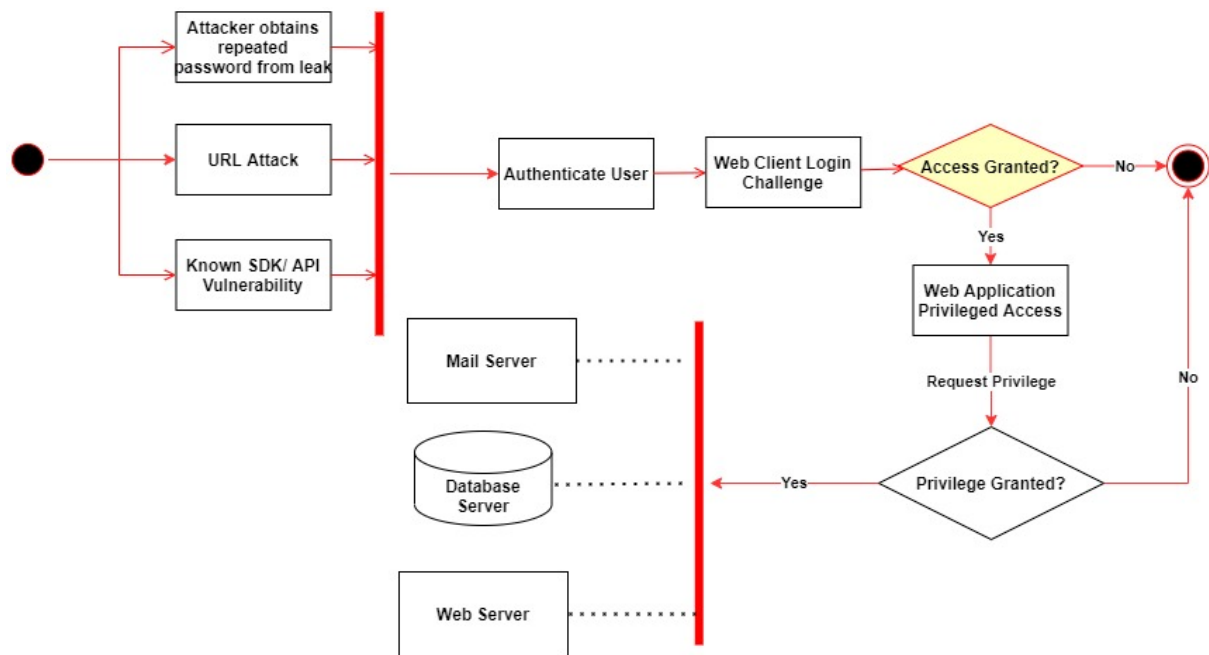 Attacker obtains
repeated
password from leak
URL Attack
Known SDK/ API
Vulnerability
Authenticate User
Web Client Login
Challenge
Access Granted?
No
Yes
Web Application
Privileged Access
Request Privilege
No
Privilege Granted?
Yes
Mail Server
Database
Server
Web Server